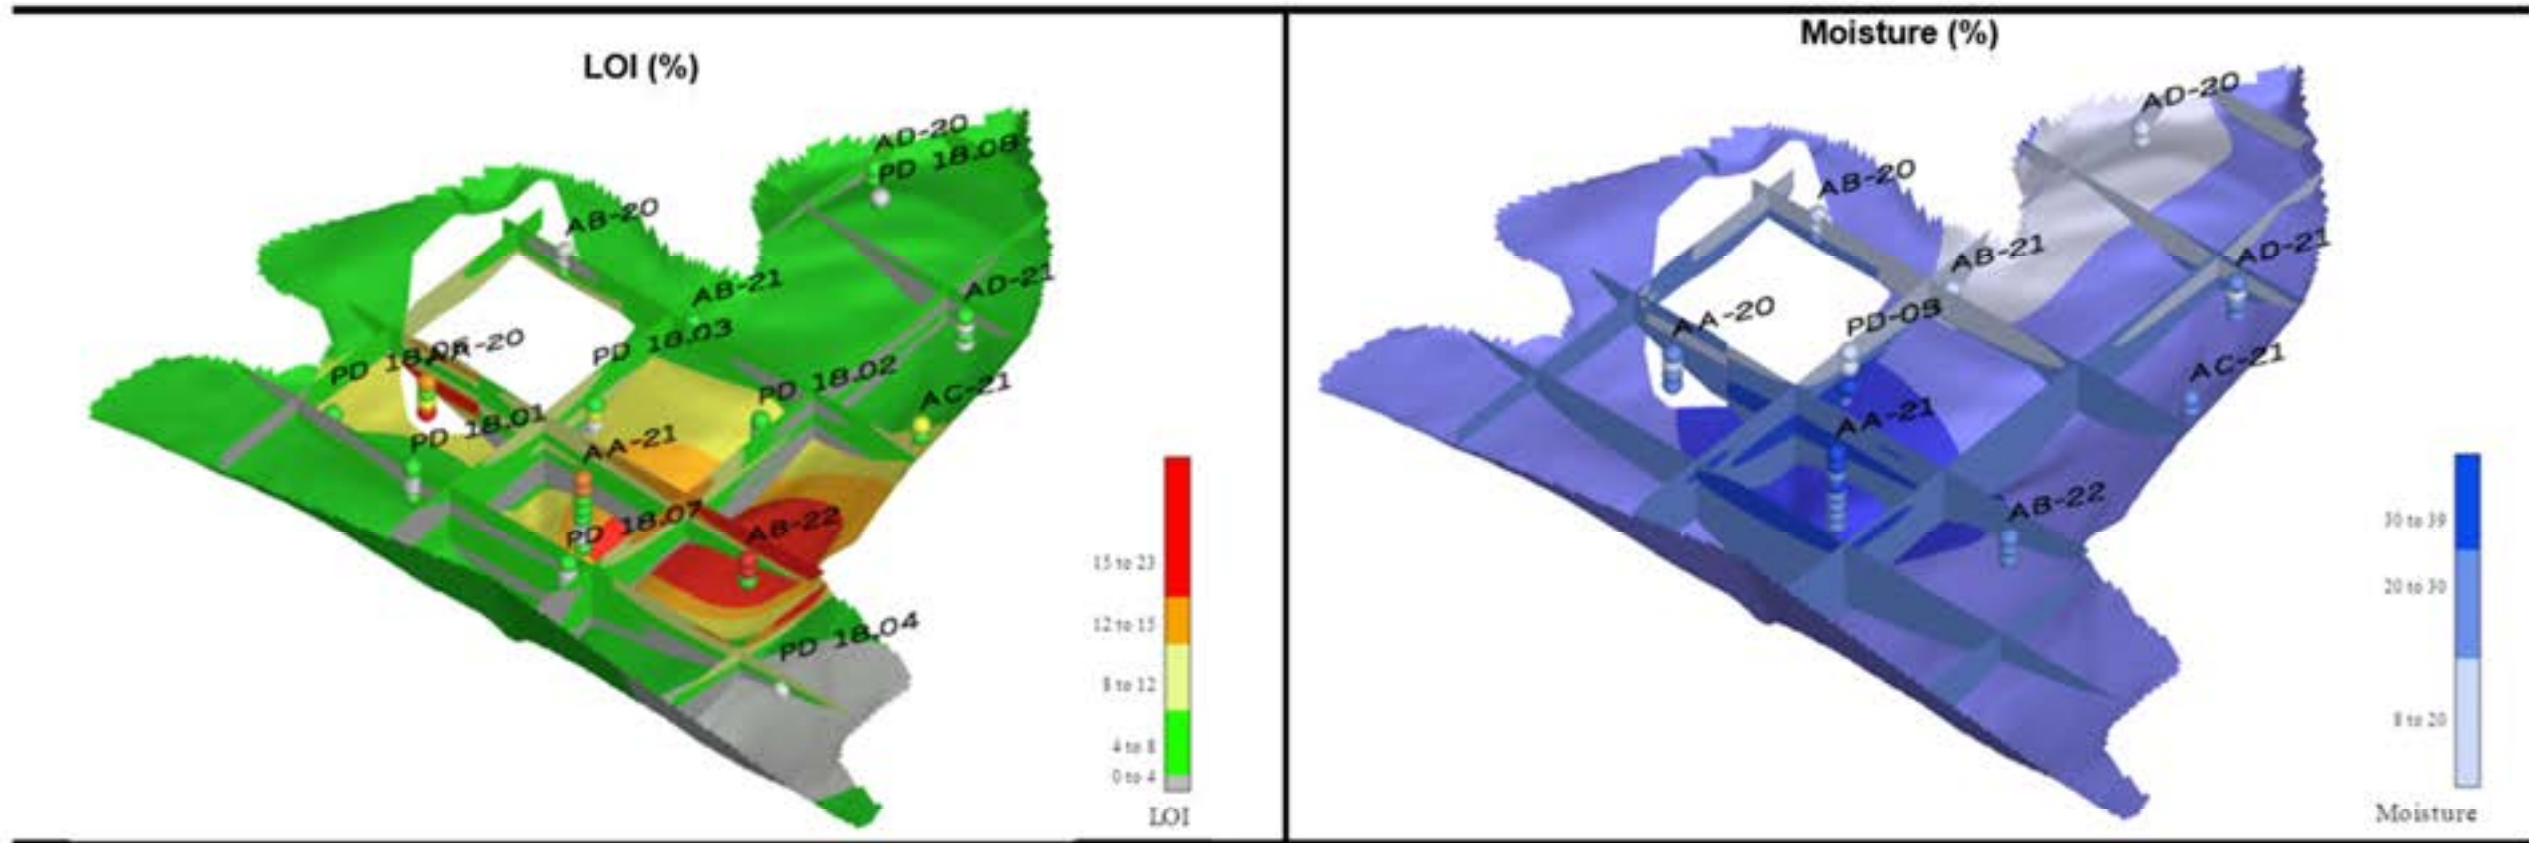 LOI (%)
AD-20
PD 18.08
AB-20
AB-21
AD-21
PD 18.03
AA-20
PD 18.02
AC-21
PD 18.01
AA-21
PD 18.07
AB-22
PD 18.04
15 to 23
12 to 15
8 to 12
4 to 8
0 to 4
LOI
Moisture (%)
AD-20
AB-20
AB-21
AD-21
AA-20
AC-21
AA-21
AB-22
30 to 39
20 to 30
8 to 20
Moisture